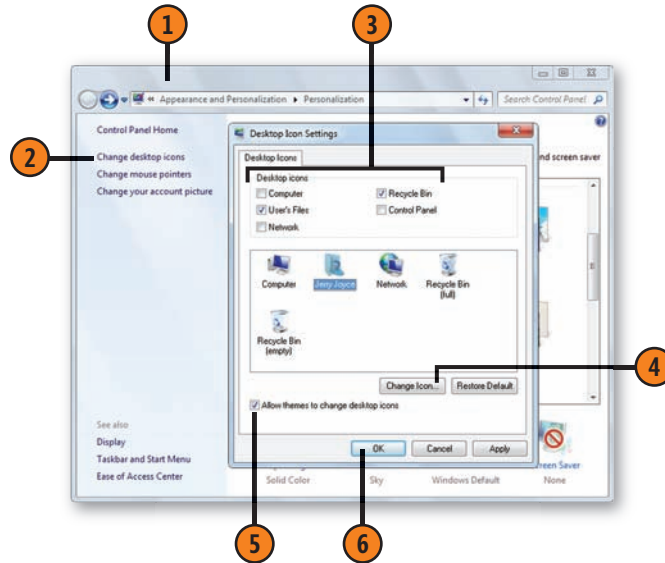 1
3
« Appearance and Personalization ▸ Personalization
Search Control Panel
2
Control Panel Home
Change desktop icons
Change mouse pointers
Change your account picture
Desktop Icon Settings
nd screen saver
Desktop Icons
Desktop icons
Computer
Recycle Bin
User's Files
Control Panel
Network
Computer
Jerry Joyce
Network
Recycle Bin
(full)
Recycle Bin
(empty)
4
Change Icon...
Restore Default
Allow themes to change desktop icons
See also
Display
Taskbar and Start Menu
Ease of Access Center
OK
Cancel
Apply
reen Saver
Solid Color
Sky
Windows Default
None
5
6